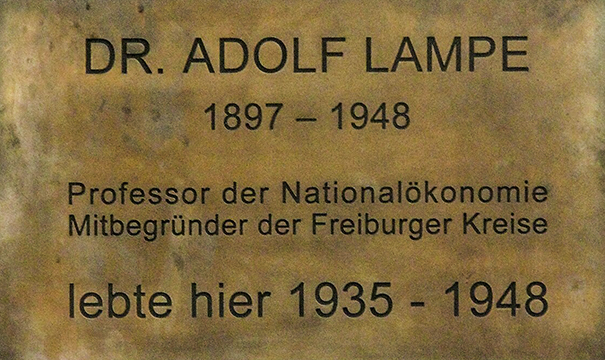 DR. ADOLF LAMPE
1897 – 1948
Professor der Nationalökonomie
Mitbegründer der Freiburger Kreise
lebte hier 1935 - 1948